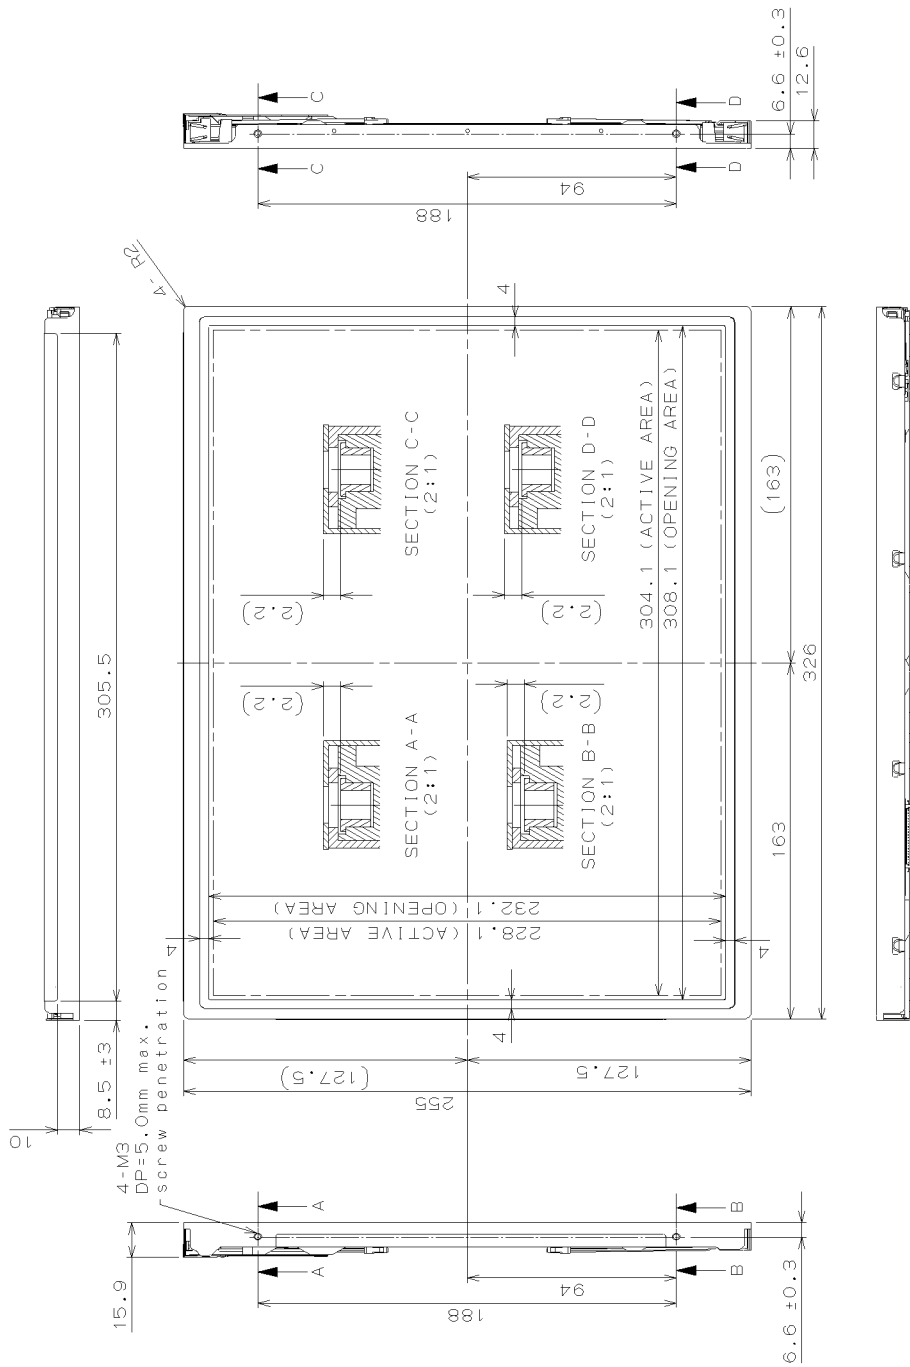 6.6 ±0.3
12.6
C
C
D
D
94
188
4- R2
4
305.5
SECTION C-C
(2:1)
(2.2)
SECTION D-D
(2:1)
(2.2)
304.1 (ACTIVE AREA)
308.1 (OPENING AREA)
(163)
326
(2.2)
SECTION A-A
(2:1)
(2.2)
SECTION B-B
(2:1)
163
232.1 (OPENING AREA)
228.1 (ACTIVE AREA)
4
4
4
(127.5)
127.5
255
8.5 ±3
10
4-M3
DP=5.0mm max.
screw penetration
A
A
B
B
94
188
15.9
6.6 ±0.3